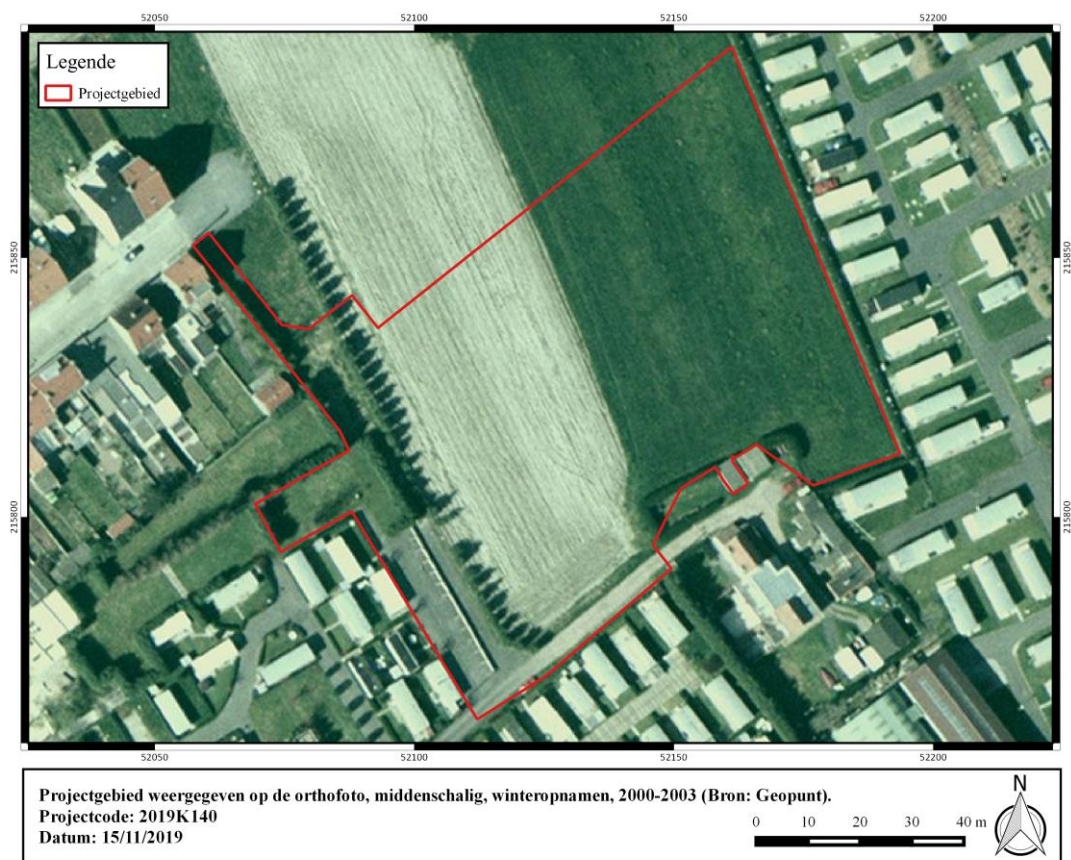 52050 52100 52150 52200
Legende
Projectgebied
215850 215850
215800 215800
52050 52100 52150 52200
Projectgebied weergegeven op de orthofoto, middenschalig, winteropnamen, 2000-2003 (Bron: Geopunt).
Projectcode: 2019K140
Datum: 15/11/2019
0 10 20 30 40 m
N